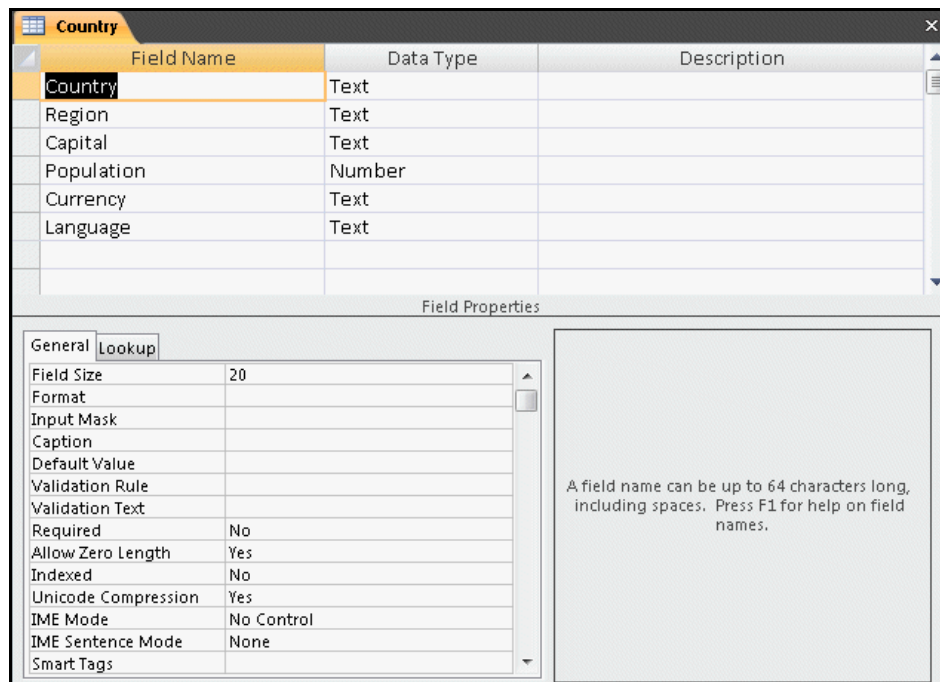 Country
Field Name Data Type Description
Country Text
Region Text
Capital Text
Population Number
Currency Text
Language Text
Field Properties
General Lookup
Field Size 20
Format
Input Mask
Caption
Default Value
Validation Rule
Validation Text
Required No
Allow Zero Length Yes
Indexed No
Unicode Compression Yes
IME Mode No Control
IME Sentence Mode None
Smart Tags
A field name can be up to 64 characters long,
including spaces. Press F1 for help on field
names.